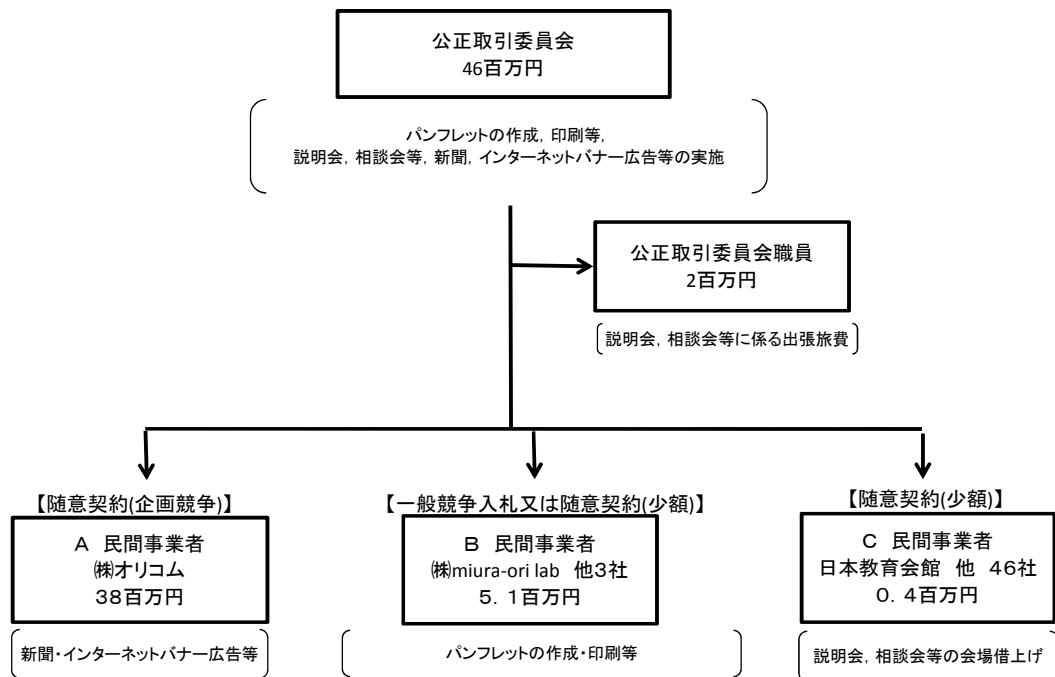 公正取引委員会
46百万円
パンフレットの作成, 印刷等,
説明会, 相談会等, 新聞, インターネットバナー広告等の実施
公正取引委員会職員
2百万円
説明会, 相談会等に係る出張旅費
【随意契約(企画競争)】
A 民間事業者
㈱オリコム
38百万円
新聞・インターネットバナー広告等
【一般競争入札又は随意契約(少額)】
B 民間事業者
㈱miura-ori lab 他3社
5．1百万円
パンフレットの作成・印刷等
【随意契約(少額)】
C 民間事業者
日本教育会館 他 46社
0．4百万円
説明会, 相談会等の会場借上げ